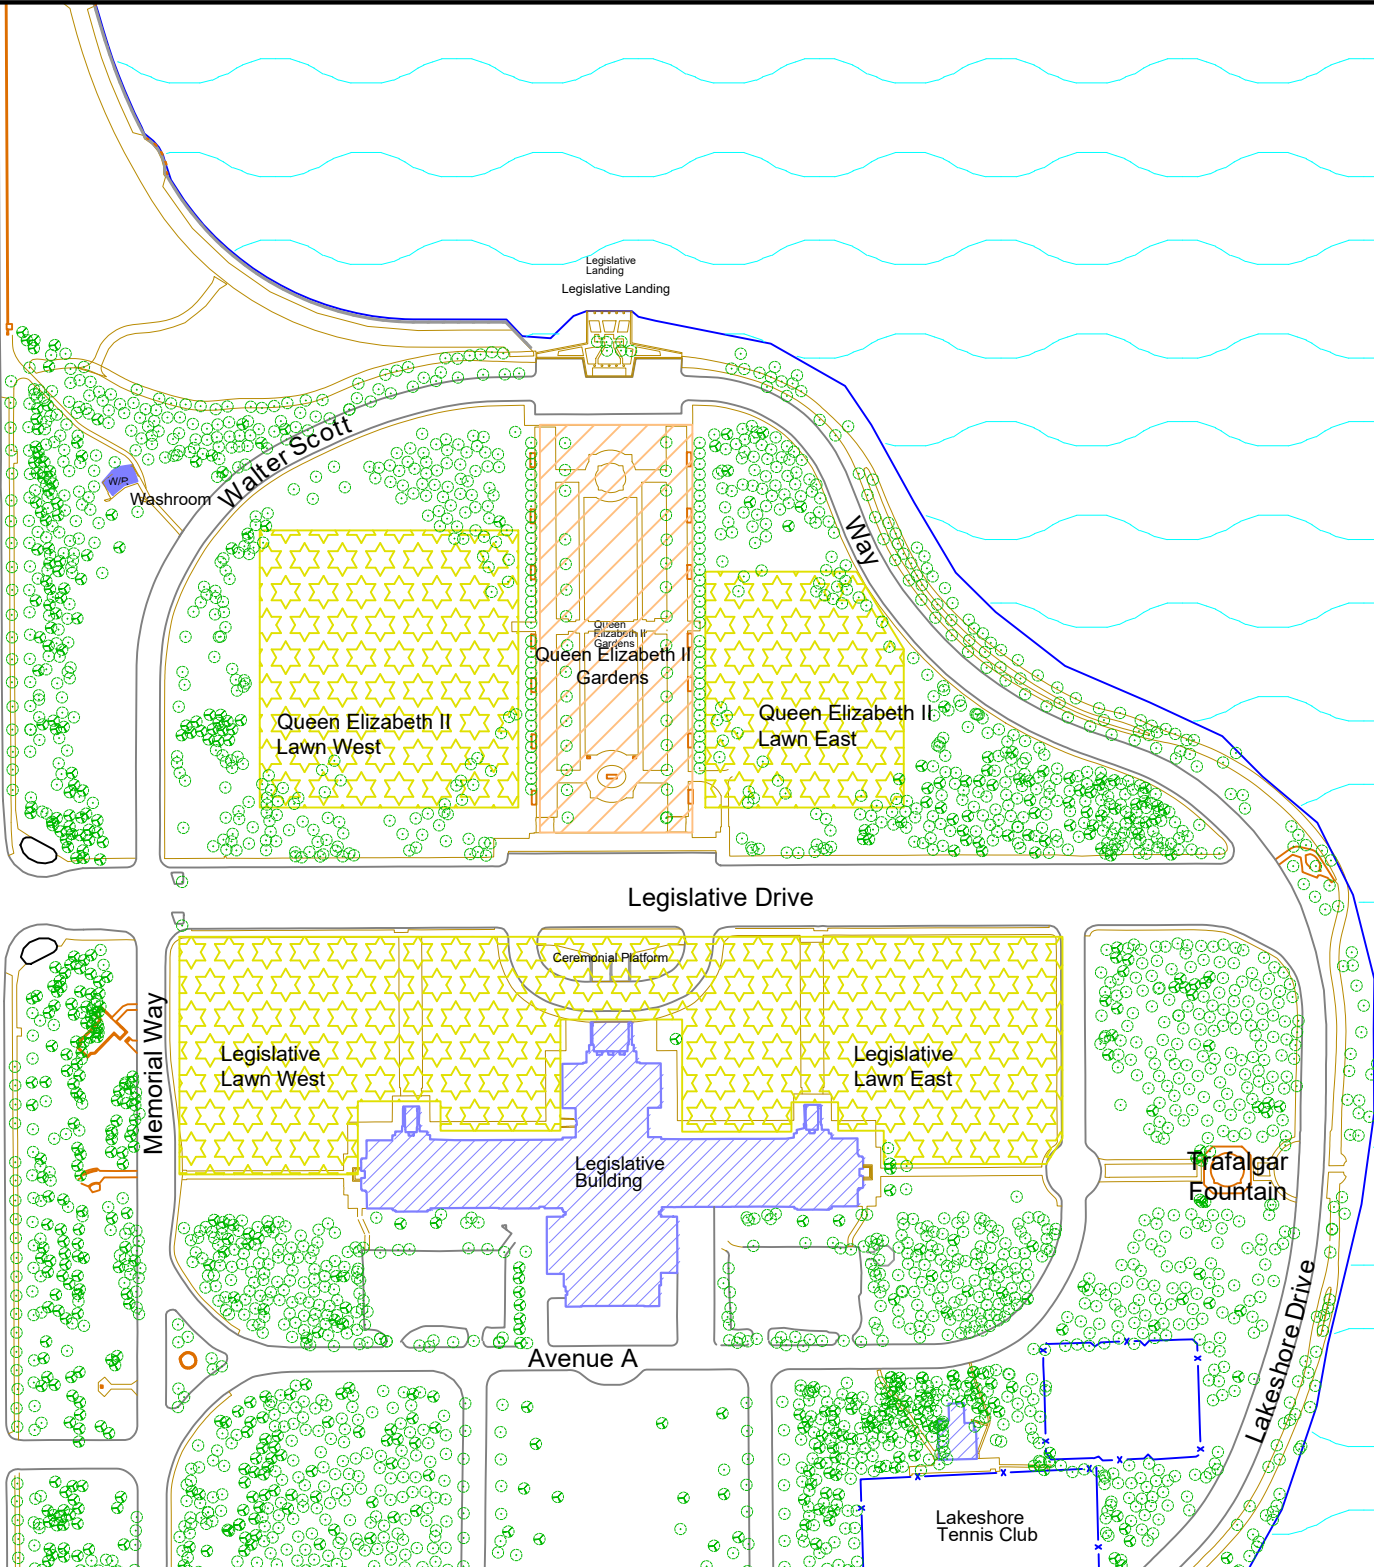 Legislative
Landing
Legislative Landing
Walter Scott
Way
W/R
Washroom
Queen
Elizabeth II
Gardens
Queen Elizabeth II
Gardens
Queen Elizabeth II
Lawn West
Queen Elizabeth II
Lawn East
Legislative Drive
Ceremonial Platform
Memorial Way
Legislative
Lawn West
Legislative
Lawn East
Legislative
Building
Trafalgar
Fountain
Lakeshore Drive
Avenue A
Lakeshore
Tennis Club